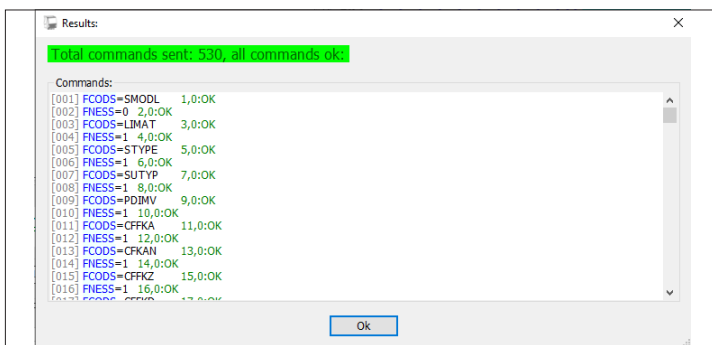 Results:
Total commands sent: 530, all commands ok:
Commands:
[001] FCODS=SMODL 1,0:OK
[002] FNESS=0 2,0:OK
[003] FCODS=LIMAT 3,0:OK
[004] FNESS=1 4,0:OK
[005] FCODS=STYPE 5,0:OK
[006] FNESS=1 6,0:OK
[007] FCODS=SUTYP 7,0:OK
[008] FNESS=1 8,0:OK
[009] FCODS=PDIMV 9,0:OK
[010] FNESS=1 10,0:OK
[011] FCODS=CFFKA 11,0:OK
[012] FNESS=1 12,0:OK
[013] FCODS=CFKAN 13,0:OK
[014] FNESS=1 14,0:OK
[015] FCODS=CFFKZ 15,0:OK
[016] FNESS=1 16,0:OK
Ok